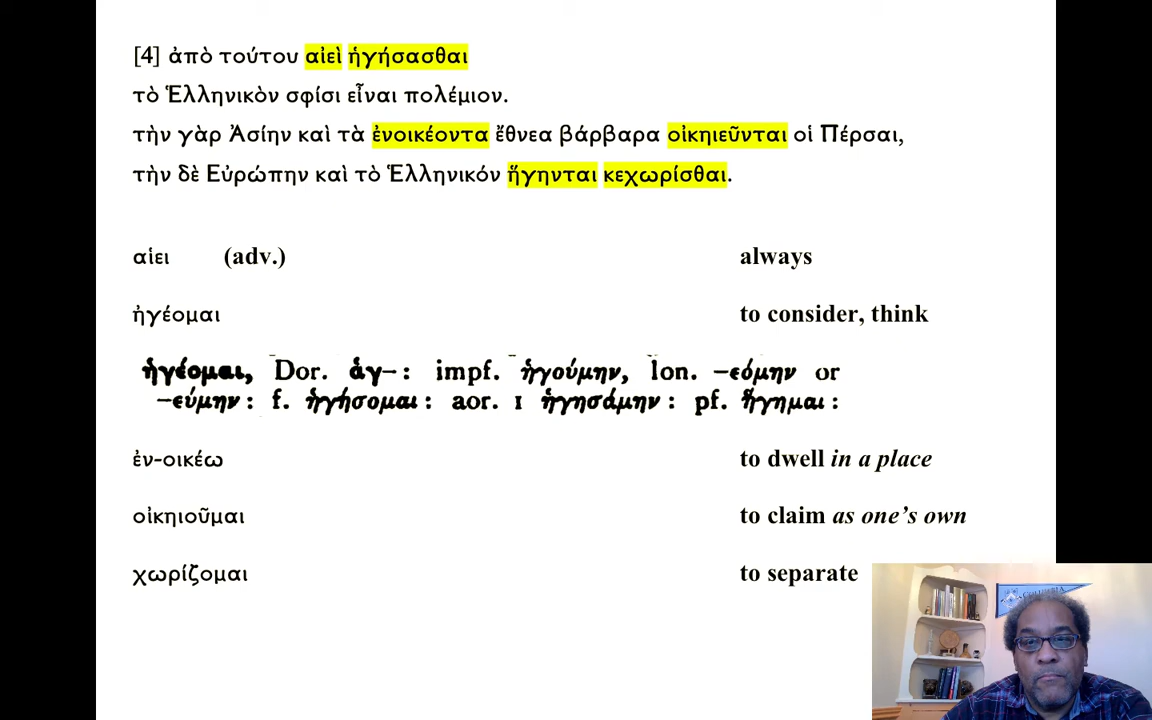 [4] ἀπὸ τούτου αἰεὶ ἡγήσασθαι
τὸ Ἑλληνικὸν σφίσι εἶναι πολέμιον.
τὴν γὰρ Ἀσίην καὶ τὰ ἐνοικέοντα ἔθνεα βάρβαρα οἰκηιεῦνται οἱ Πέρσαι,
τὴν δὲ Εὐρώπην καὶ τὸ Ἑλληνικόν ἥγηνται κεχωρίσθαι.
αἰει (adv.) always
ἡγέομαι to consider, think
ἡγέομαι, Dor. ἁγ-: impf. ἡγούμην, Ion. -εόμην or
-εύμην: f. ἡγήσομαι: aor. 1 ἡγησάμην: pf. ἥγημαι:
ἐν-οικέω to dwell in a place
οἰκηιοῦμαι to claim as one's own
χωρίζομαι to separate